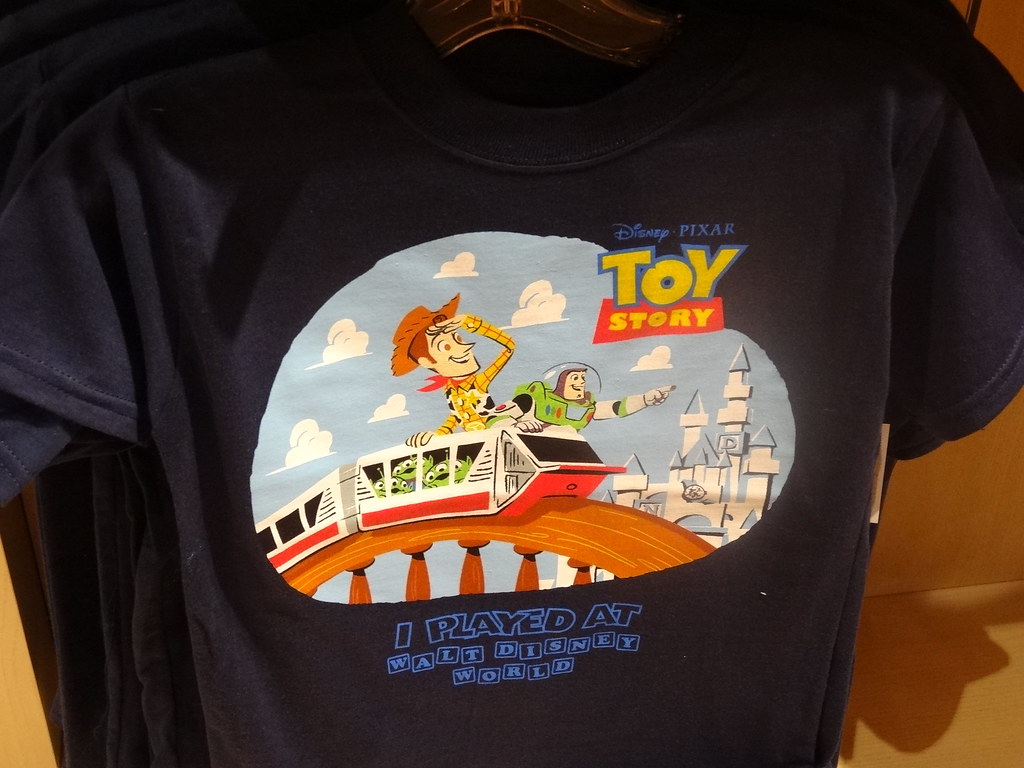 Disney · PIXAR
TOY
STORY
D
N
I PLAYED AT
WALT DISNEY
WORLD